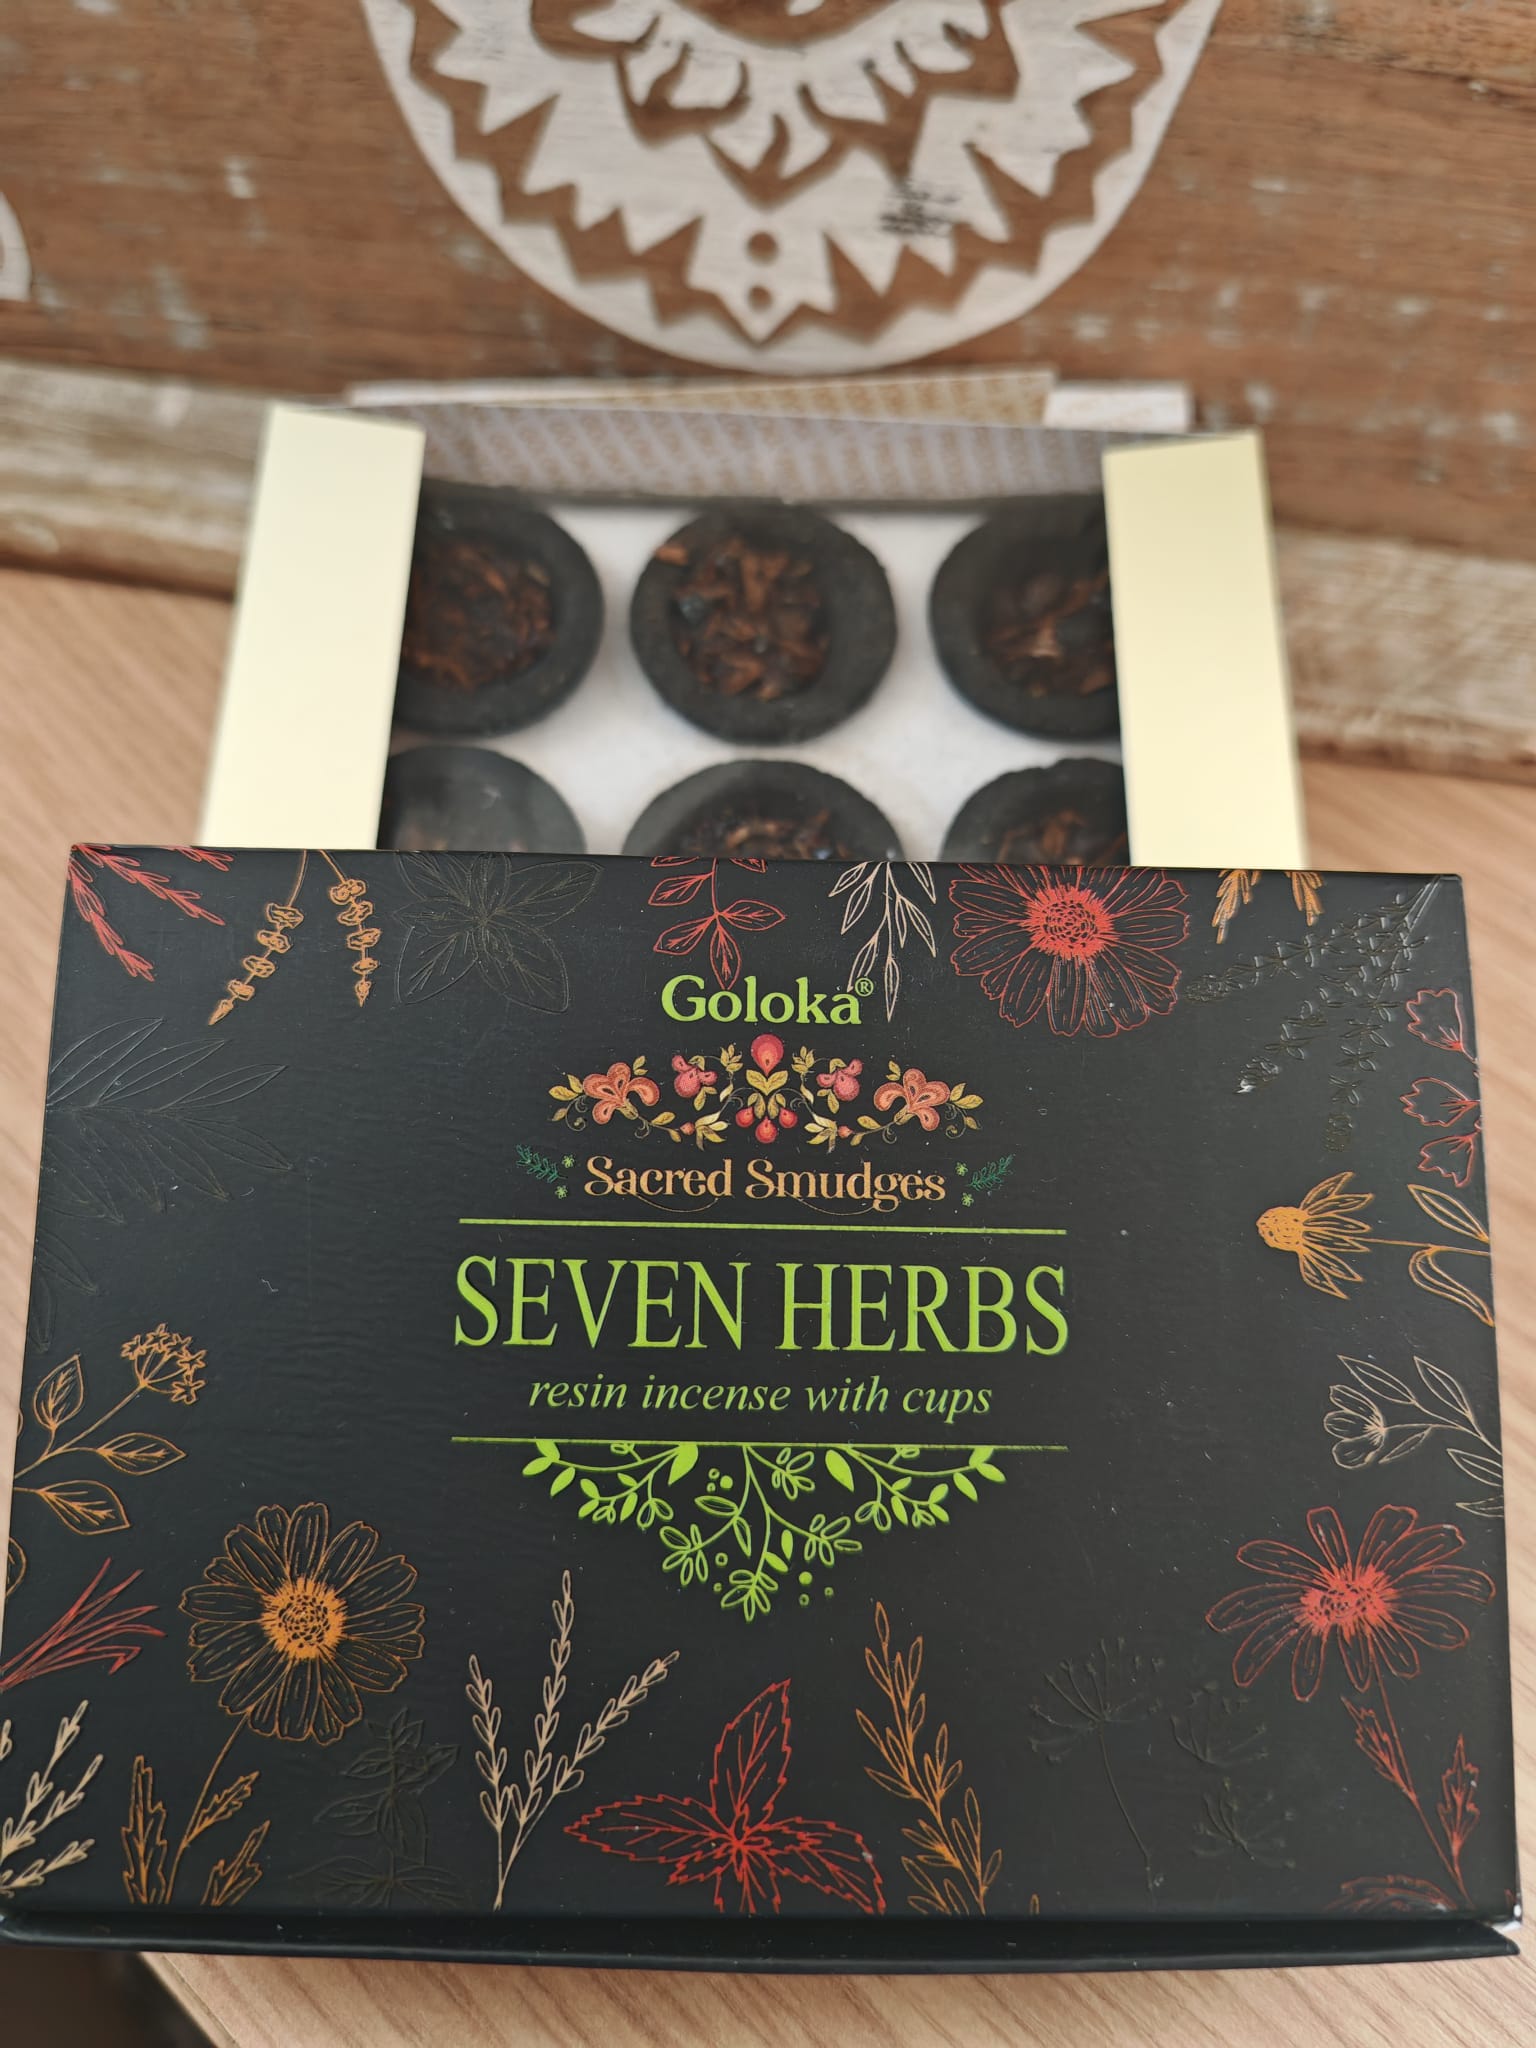 Goloka®
Sacred Smudges
SEVEN HERBS
resin incense with cups